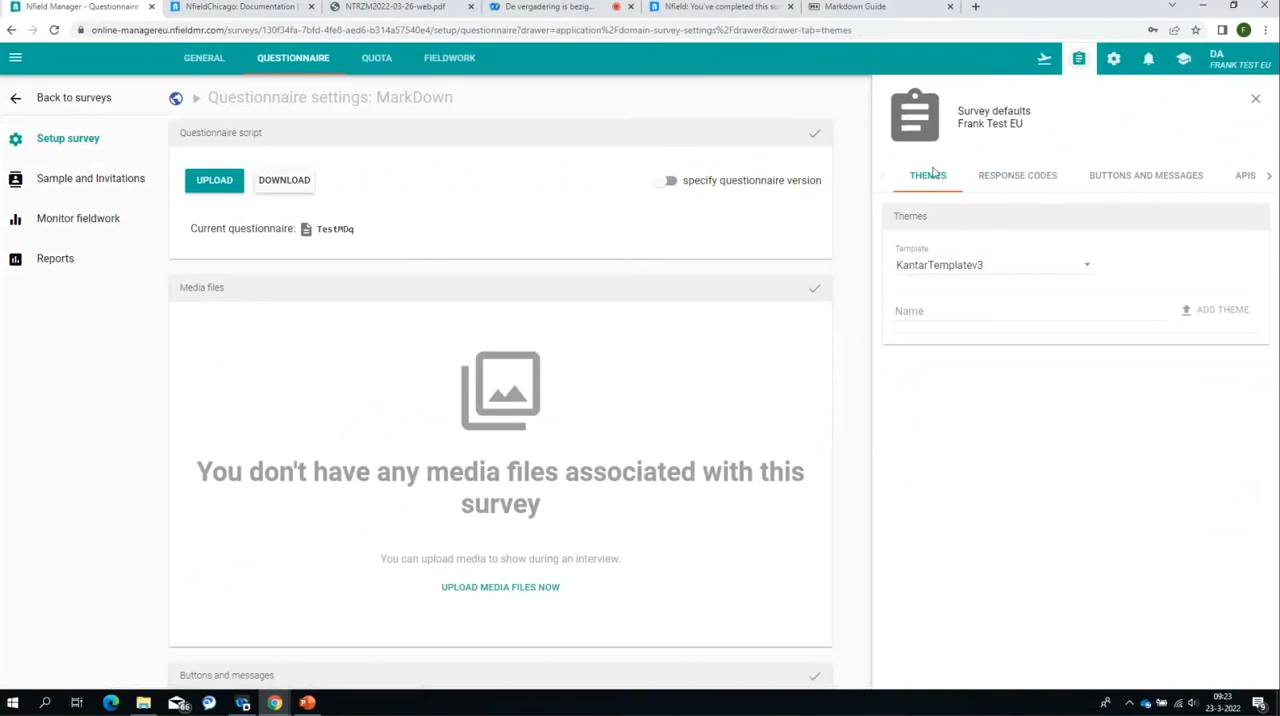 Nfield Manager - Questionnaire
NfieldChicago: Documentation |
NTRZM2022-03-26-web.pdf
De vergadering is bezig
Nfield: You've completed this su
Markdown Guide
online-managereu.nfieldmr.com/surveys/130f34fa-7bfd-4fe8-aed6-b314a57540e4/setup/questionnaire?drawer=application%2Fdomain-survey-settings%2Fdrawer&drawer-tab=themes
F
GENERAL
QUESTIONNAIRE
QUOTA
FIELDWORK
DA
FRANK TEST EU
Back to surveys
Setup survey
Sample and Invitations
Monitor fieldwork
Reports
Questionnaire settings: MarkDown
Questionnaire script
UPLOAD
DOWNLOAD
specify questionnaire version
Current questionnaire: TestMDq
Media files
You don't have any media files associated with this
survey
You can upload media to show during an interview.
UPLOAD MEDIA FILES NOW
Buttons and messages
Survey defaults
Frank Test EU
THEMES
RESPONSE CODES
BUTTONS AND MESSAGES
APIS
Themes
Template
KantarTemplatev3
Name
ADD THEME
09:23
23-3-2022